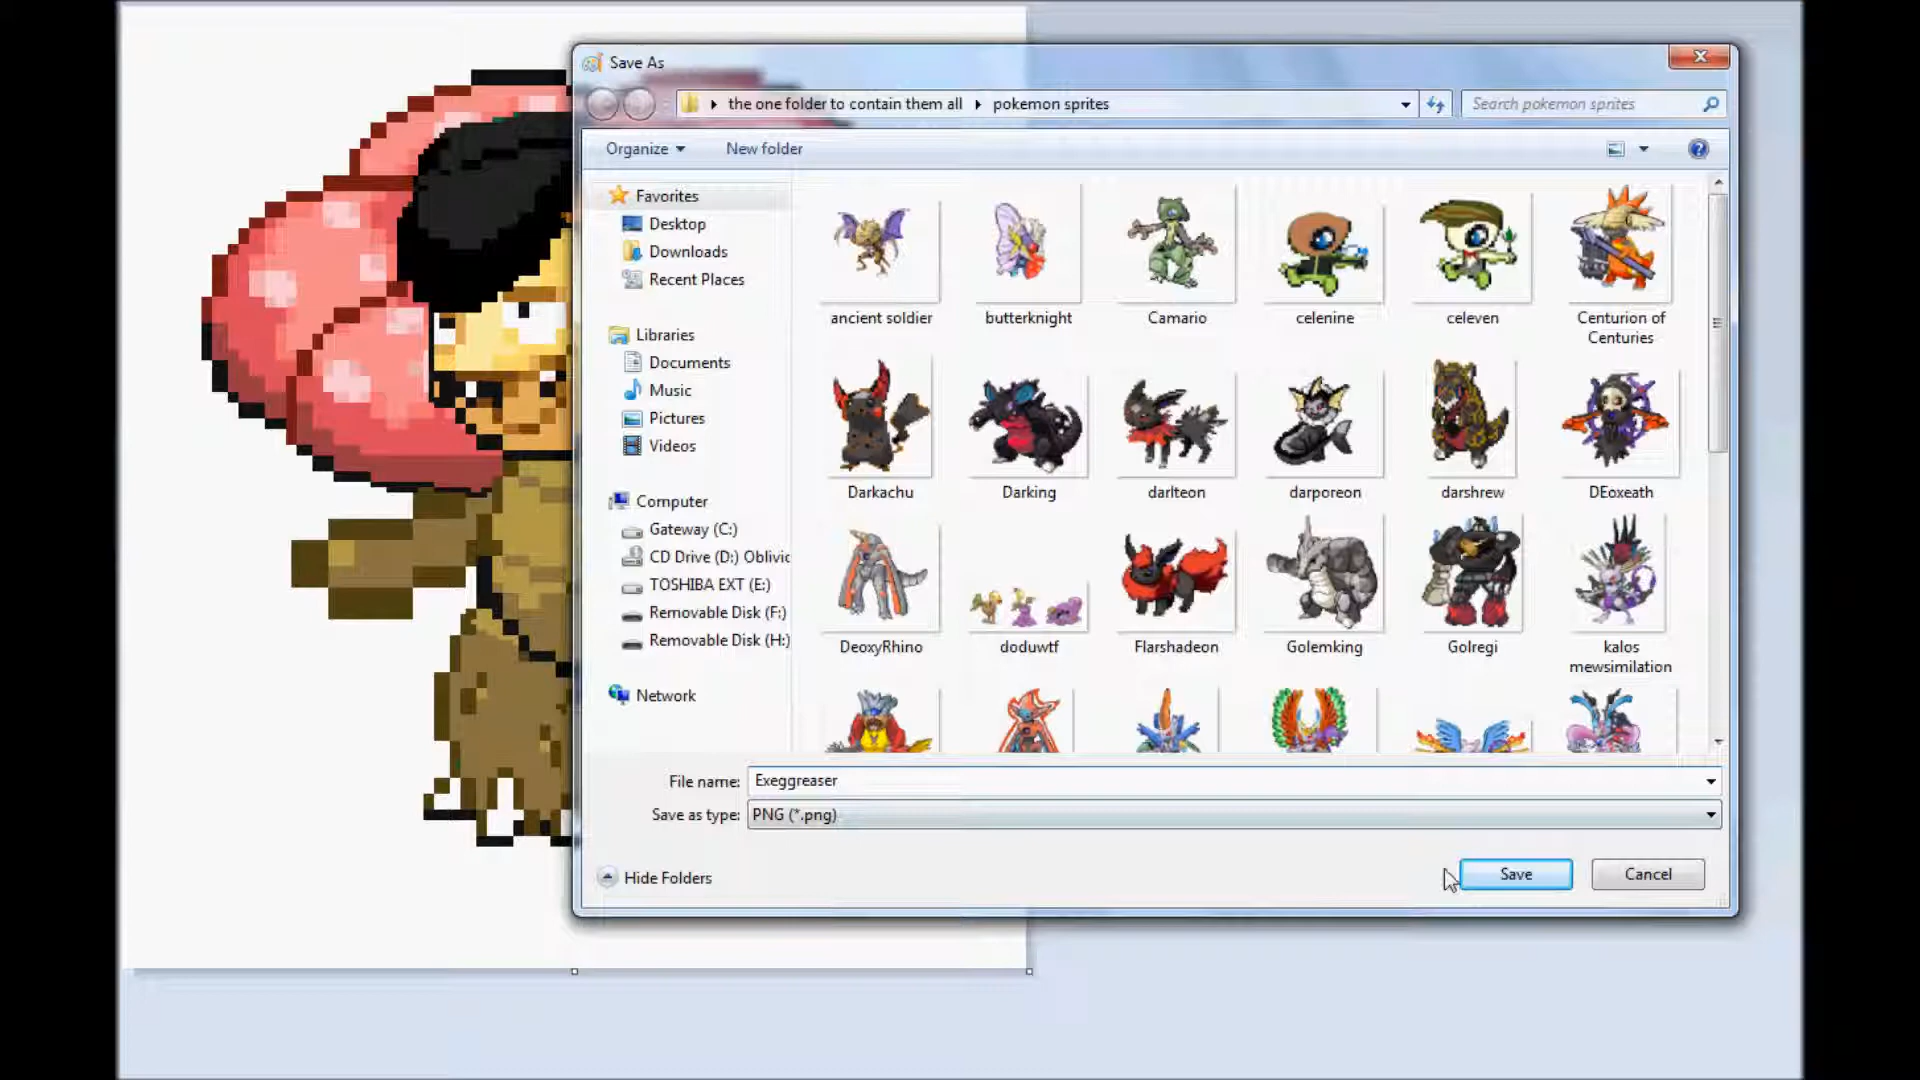 Save As
the one folder to contain them all
pokemon sprites
Search pokemon sprites
Organize
New folder
Favorites
Desktop
Downloads
Recent Places
Libraries
Documents
Music
Pictures
Videos
Computer
Gateway (C:)
CD Drive (D:) Oblivic
TOSHIBA EXT (E:)
Removable Disk (F:)
Removable Disk (H:)
Network
ancient soldier
butterknight
Camario
celenine
celeven
Centurion of
Centuries
Darkachu
Darking
darlteon
darporeon
darshrew
DEoxeath
DeoxyRhino
doduwtf
Flarshadeon
Golemking
Golregi
kalos
mewsimilation
File name: Exeggreaser
Save as type: PNG (*.png)
Hide Folders
Save
Cancel